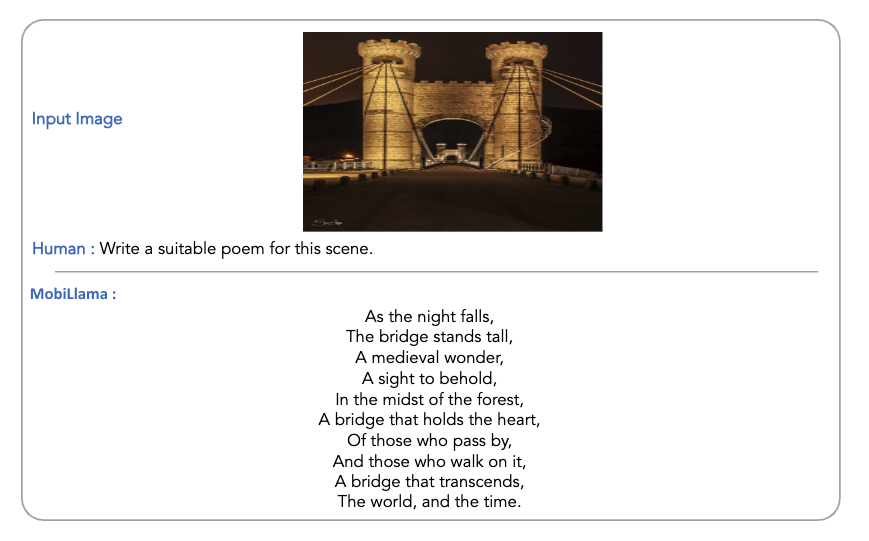 Input Image
Human : Write a suitable poem for this scene.
MobiLlama :
As the night falls,
The bridge stands tall,
A medieval wonder,
A sight to behold,
In the midst of the forest,
A bridge that holds the heart,
Of those who pass by,
And those who walk on it,
A bridge that transcends,
The world, and the time.